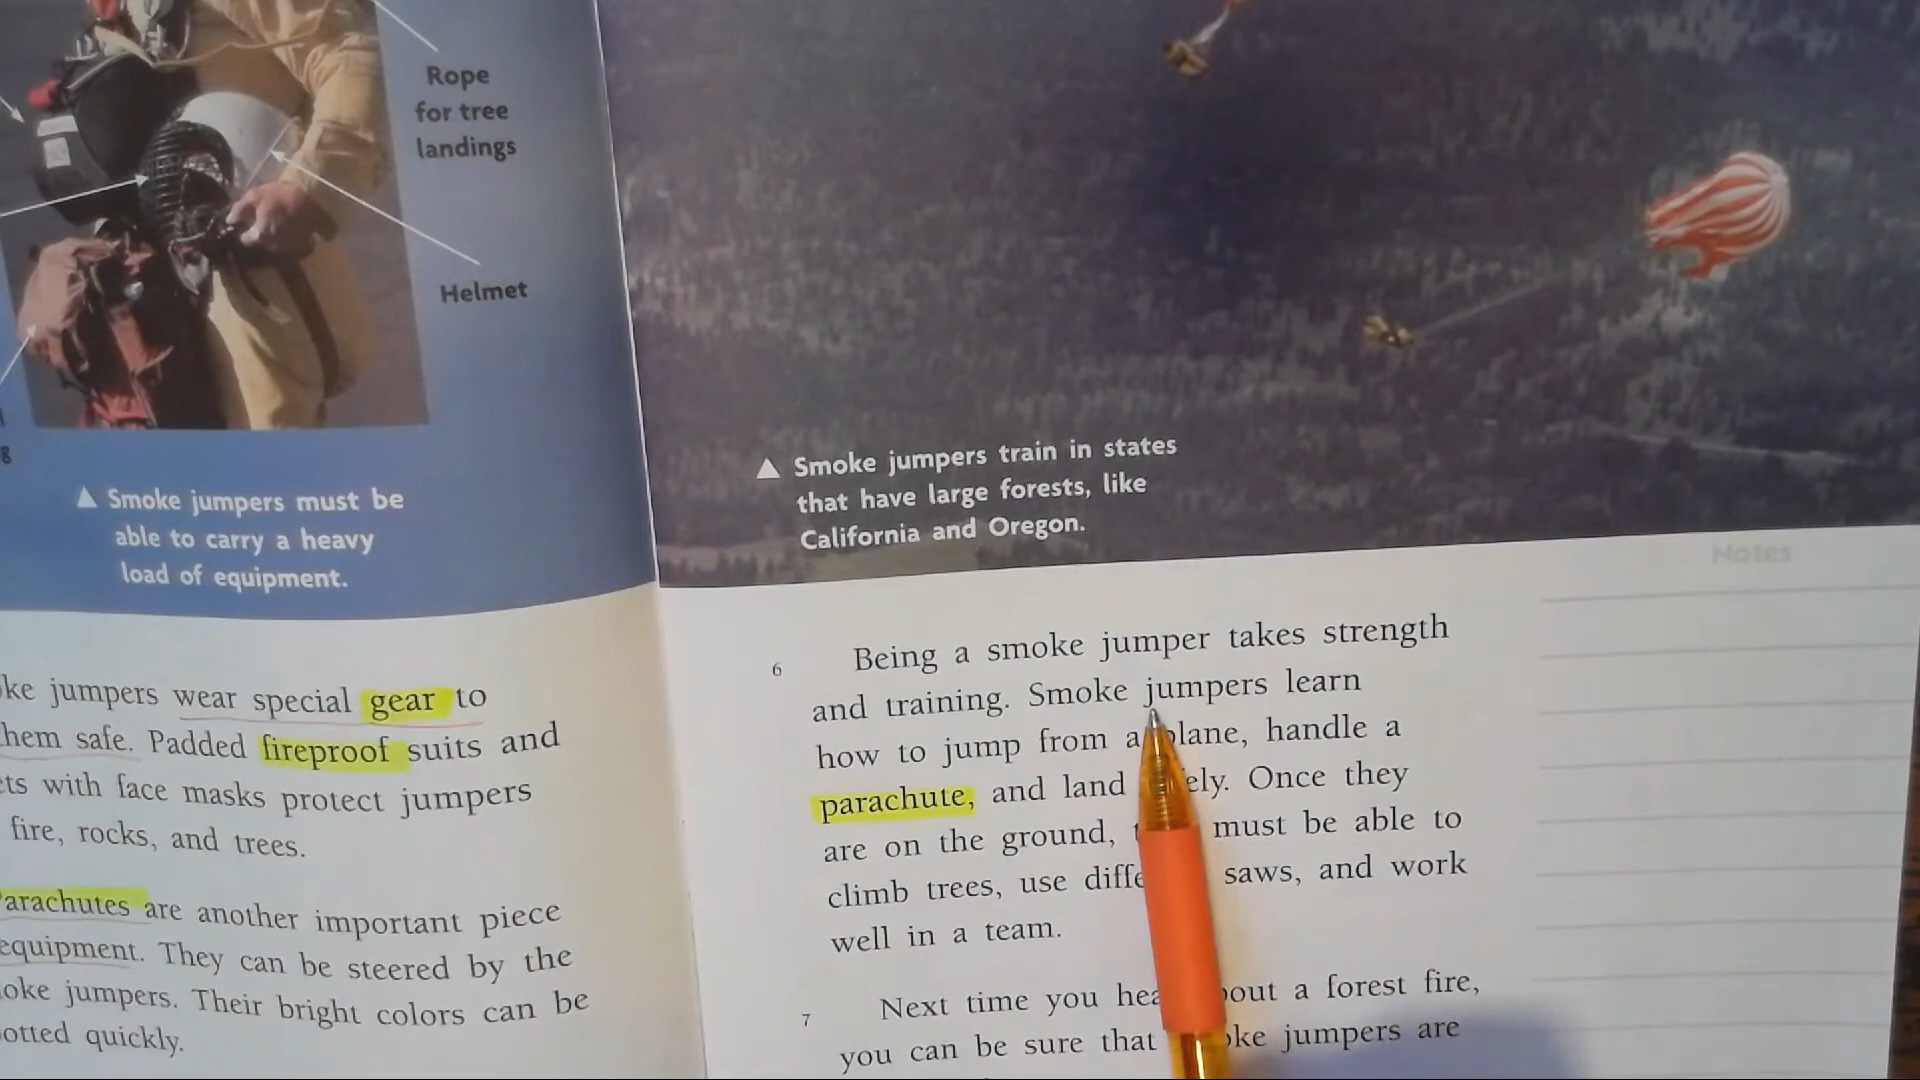 Rope
for tree
landings
Helmet
g
▲ Smoke jumpers must be
able to carry a heavy
load of equipment.
ke jumpers wear special gear to
hem safe. Padded fireproof suits and
ts with face masks protect jumpers
fire, rocks, and trees.
arachutes are another important piece
equipment. They can be steered by the
oke jumpers. Their bright colors can be
otted quickly.
▲ Smoke jumpers train in states
that have large forests, like
California and Oregon.
Notes
6 Being a smoke jumper takes strength
and training. Smoke jumpers learn
how to jump from a plane, handle a
parachute, and land ely. Once they
are on the ground, must be able to
climb trees, use diffe saws, and work
well in a team.
7 Next time you hea bout a forest fire,
you can be sure that oke jumpers are